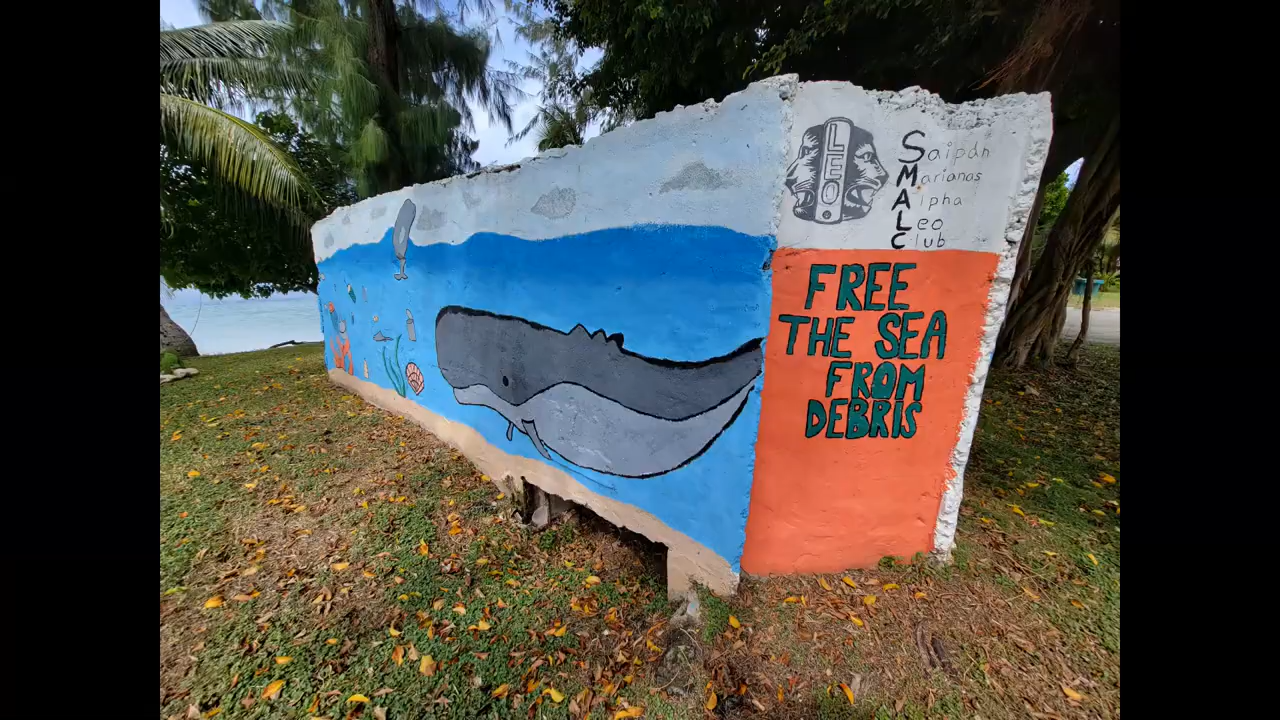 LEO
Saipan
Marianas
Alpha
Leo
Club
FREE
THE SEA
FROM
DEBRIS